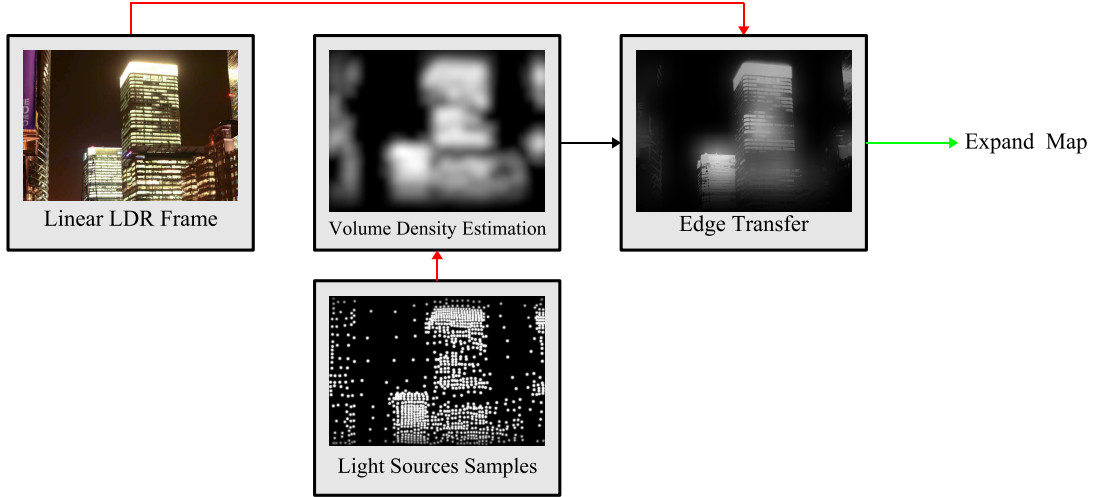 Linear LDR Frame
Volume Density Estimation
Edge Transfer
Expand Map
Light Sources Samples